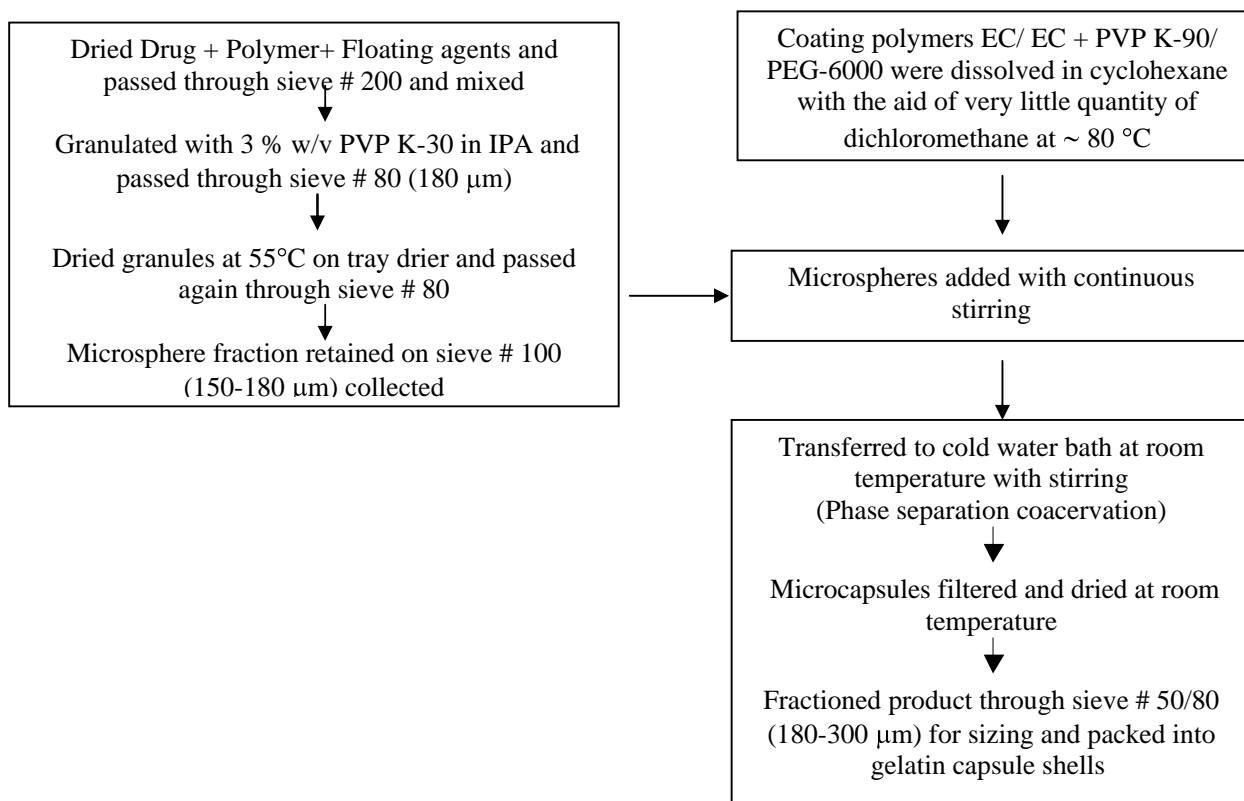 Dried Drug + Polymer+ Floating agents and
passed through sieve # 200 and mixed
Granulated with 3 % w/v PVP K-30 in IPA and
passed through sieve # 80 (180 μm)
Dried granules at 55°C on tray drier and passed
again through sieve # 80
Microsphere fraction retained on sieve # 100
(150-180 μm) collected
Coating polymers EC/ EC + PVP K-90/
PEG-6000 were dissolved in cyclohexane
with the aid of very little quantity of
dichloromethane at ~ 80 °C
Microspheres added with continuous
stirring
Transferred to cold water bath at room
temperature with stirring
(Phase separation coacervation)
Microcapsules filtered and dried at room
temperature
Fractioned product through sieve # 50/80
(180-300 μm) for sizing and packed into
gelatin capsule shells